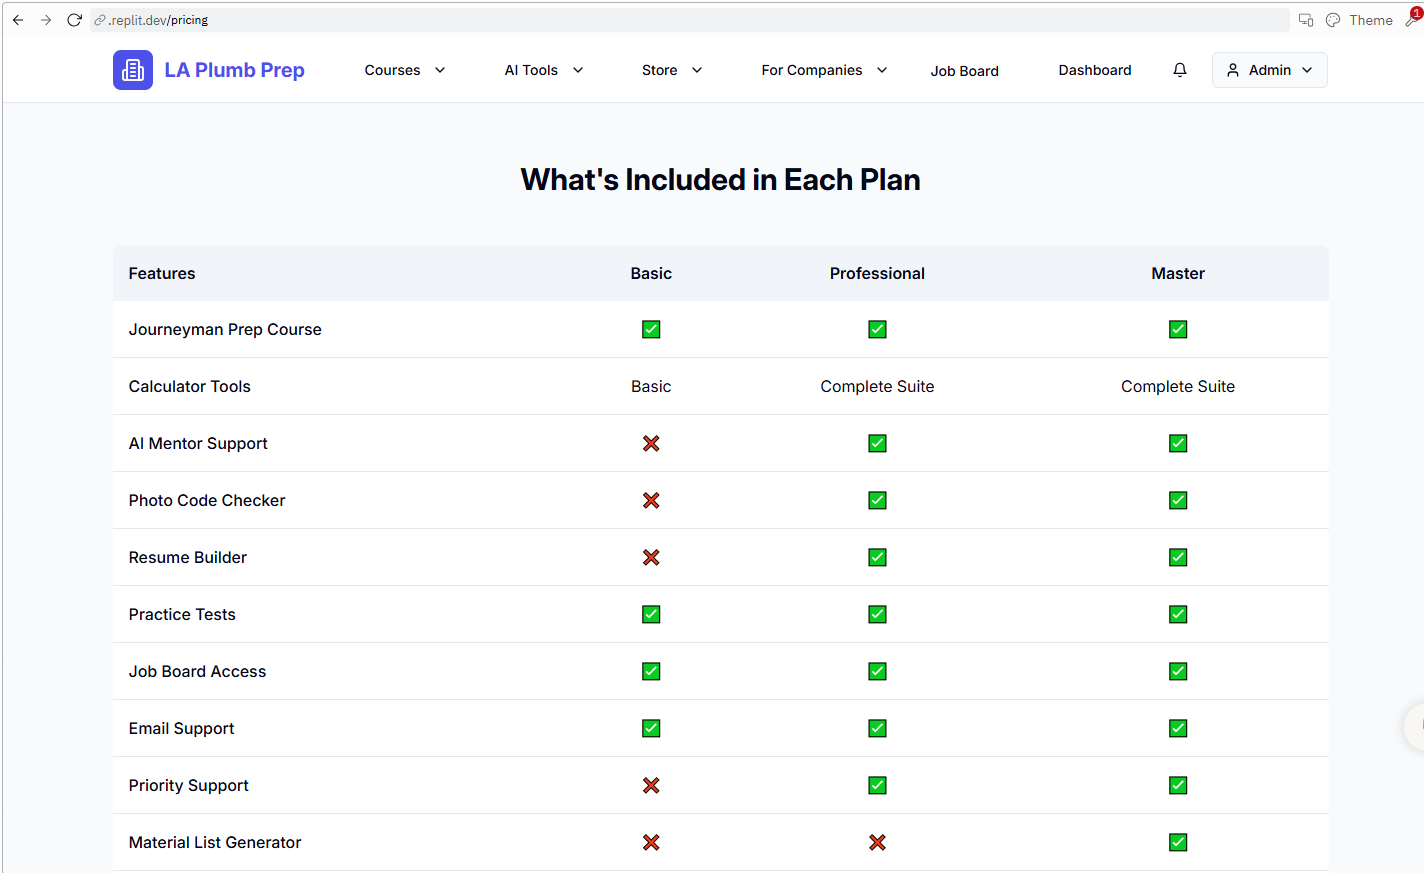 .replit.dev/pricing
Theme
1
LA Plumb Prep
Courses
AI Tools
Store
For Companies
Job Board
Dashboard
Admin
What's Included in Each Plan
Features Basic Professional Master
Journeyman Prep Course
Calculator Tools Basic Complete Suite Complete Suite
AI Mentor Support
Photo Code Checker
Resume Builder
Practice Tests
Job Board Access
Email Support
Priority Support
Material List Generator